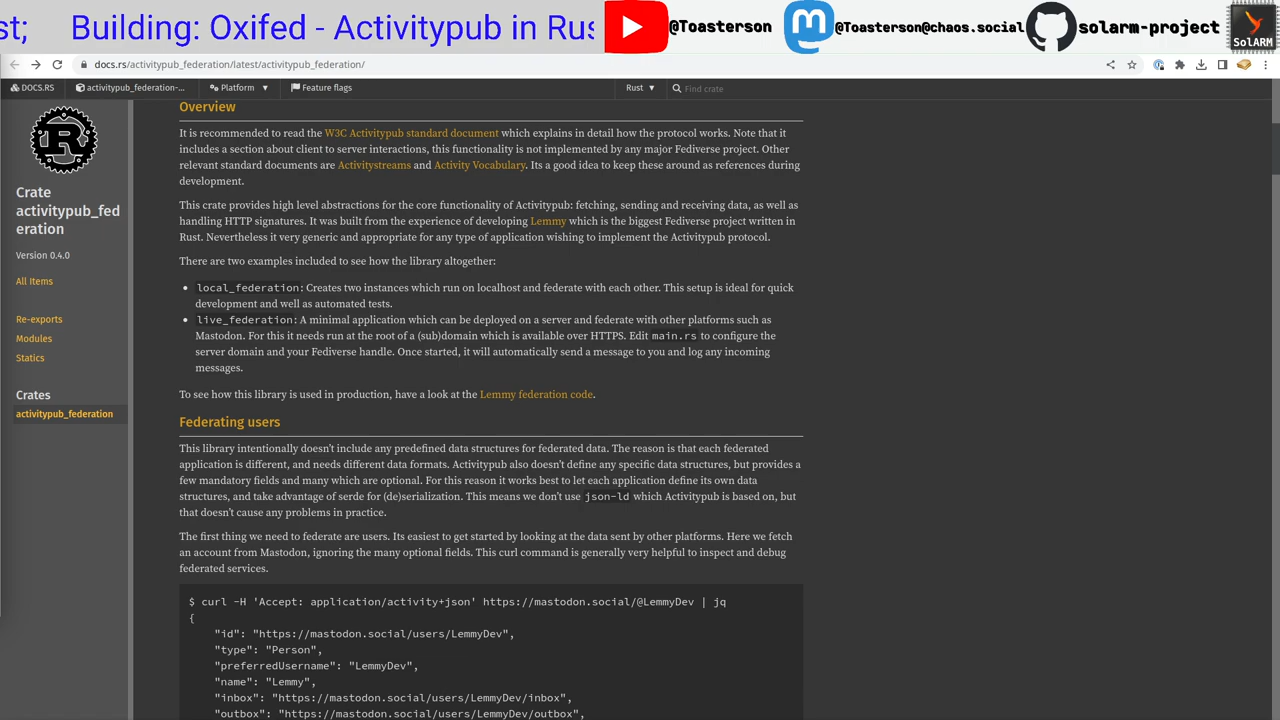 st;
Building: Oxifed - Activitypub in Rus
@Toasterson
@Toasterson@chaos.social
solarm-project
SolARM
docs.rs/activitypub_federation/latest/activitypub_federation/
DOCS.RS
activitypub_federation-...
Platform
Feature flags
Rust
Find crate
Crate
activitypub_fed
eration
Version 0.4.0
All Items
Re-exports
Modules
Statics
Crates
activitypub_federation
Overview
It is recommended to read the W3C Activitypub standard document which explains in detail how the protocol works. Note that it
includes a section about client to server interactions, this functionality is not implemented by any major Fediverse project. Other
relevant standard documents are Activitystreams and Activity Vocabulary. Its a good idea to keep these around as references during
development.
This crate provides high level abstractions for the core functionality of Activitypub: fetching, sending and receiving data, as well as
handling HTTP signatures. It was built from the experience of developing Lemmy which is the biggest Fediverse project written in
Rust. Nevertheless it very generic and appropriate for any type of application wishing to implement the Activitypub protocol.
There are two examples included to see how the library altogether:
• local_federation: Creates two instances which run on localhost and federate with each other. This setup is ideal for quick
development and well as automated tests.
• live_federation: A minimal application which can be deployed on a server and federate with other platforms such as
Mastodon. For this it needs run at the root of a (sub)domain which is available over HTTPS. Edit main.rs to configure the
server domain and your Fediverse handle. Once started, it will automatically send a message to you and log any incoming
messages.
To see how this library is used in production, have a look at the Lemmy federation code.
Federating users
This library intentionally doesn't include any predefined data structures for federated data. The reason is that each federated
application is different, and needs different data formats. Activitypub also doesn't define any specific data structures, but provides a
few mandatory fields and many which are optional. For this reason it works best to let each application define its own data
structures, and take advantage of serde for (de)serialization. This means we don't use json-ld which Activitypub is based on, but
that doesn't cause any problems in practice.
The first thing we need to federate are users. Its easiest to get started by looking at the data sent by other platforms. Here we fetch
an account from Mastodon, ignoring the many optional fields. This curl command is generally very helpful to inspect and debug
federated services.
$ curl -H 'Accept: application/activity+json' https://mastodon.social/@LemmyDev | jq
{
"id": "https://mastodon.social/users/LemmyDev",
"type": "Person",
"preferredUsername": "LemmyDev",
"name": "Lemmy",
"inbox": "https://mastodon.social/users/LemmyDev/inbox",
"outbox": "https://mastodon.social/users/LemmyDev/outbox",